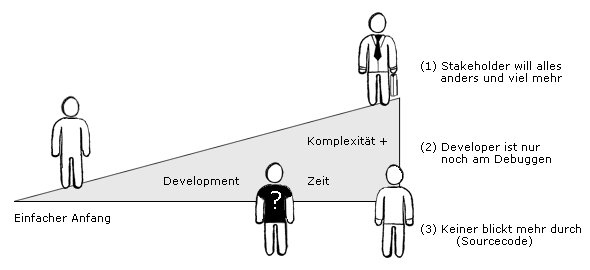 (1) Stakeholder will alles
anders und viel mehr
Komplexität +
(2) Developer ist nur
noch am Debuggen
Development
Zeit
?
Einfacher Anfang
(3) Keiner blickt mehr durch
(Sourcecode)